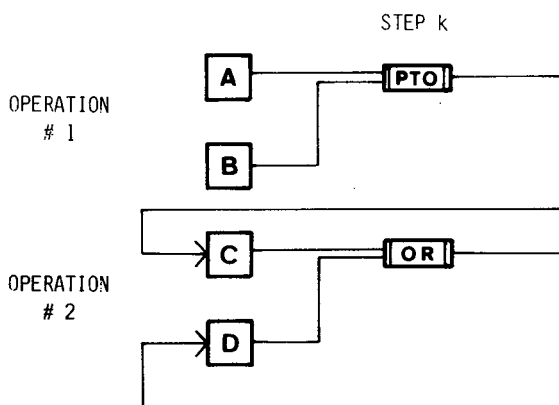 STEP k
A
PTO
OPERATION
# 1
B
C
OR
OPERATION
# 2
D